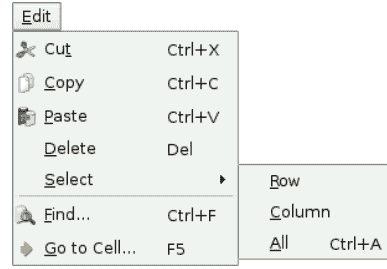 Edit
Cut Ctrl+X
Copy Ctrl+C
Paste Ctrl+V
Delete Del
Select
Row
Column
All Ctrl+A
Find... Ctrl+F
Go to Cell... F5